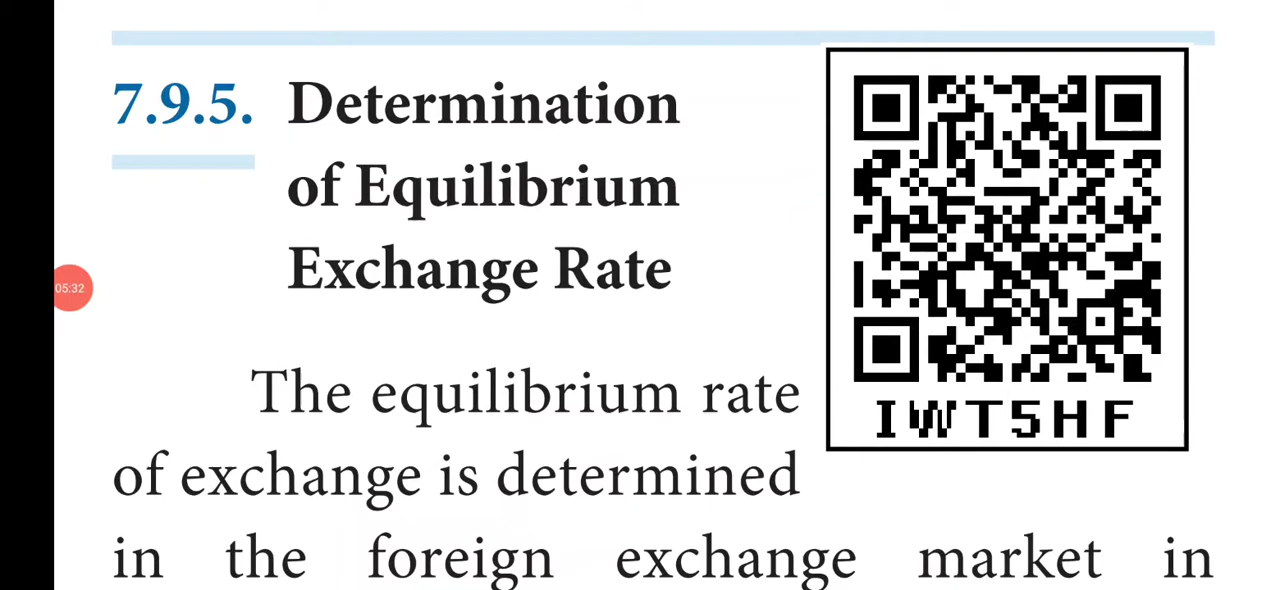 7.9.5. Determination
of Equilibrium
Exchange Rate
IWT5HF
05:32
The equilibrium rate
of exchange is determined
in the foreign exchange market in